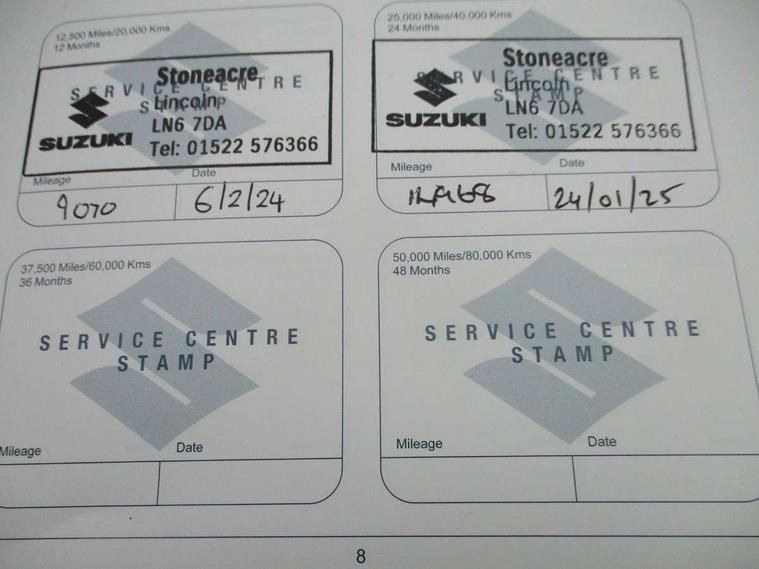 12,500 Miles/20,000 Kms
12 Months
SERVICE CENTRE
STAMP
Stoneacre
Lincoln
LN6 7DA
Tel: 01522 576366
SUZUKI
Mileage Date
9070 6/2/24
25,000 Miles/40,000 Kms
24 Months
SERVICE CENTRE
STAMP
Stoneacre
Lincoln
LN6 7DA
Tel: 01522 576366
SUZUKI
Mileage Date
24/01/25
37,500 Miles/60,000 Kms
36 Months
SERVICE CENTRE
STAMP
Mileage Date
50,000 Miles/80,000 Kms
48 Months
SERVICE CENTRE
STAMP
Mileage Date
8